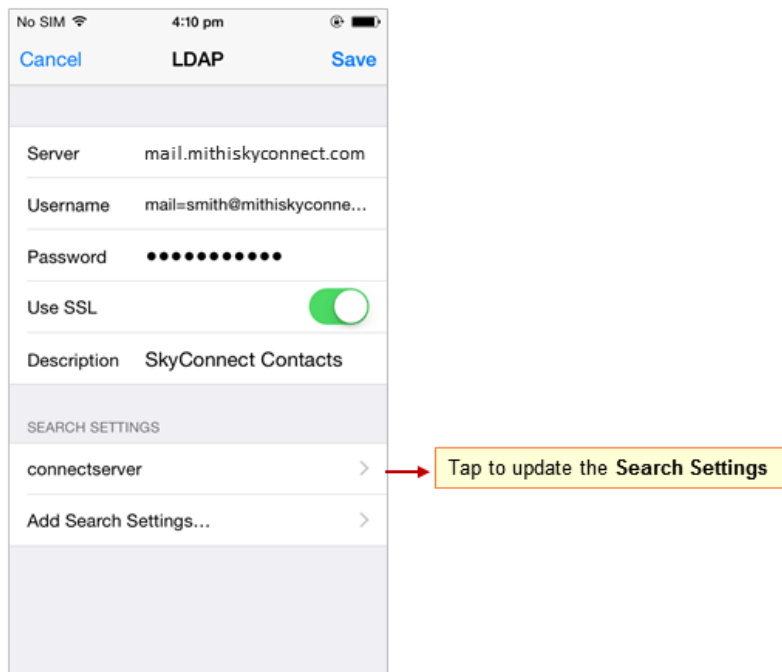 No SIM 4:10 pm
Cancel LDAP Save
Server mail.mithiskyconnect.com
Username mail=smith@mithiskyconne...
Password ●●●●●●●●●●●
Use SSL
Description SkyConnect Contacts
SEARCH SETTINGS
connectserver
Tap to update the Search Settings
Add Search Settings...